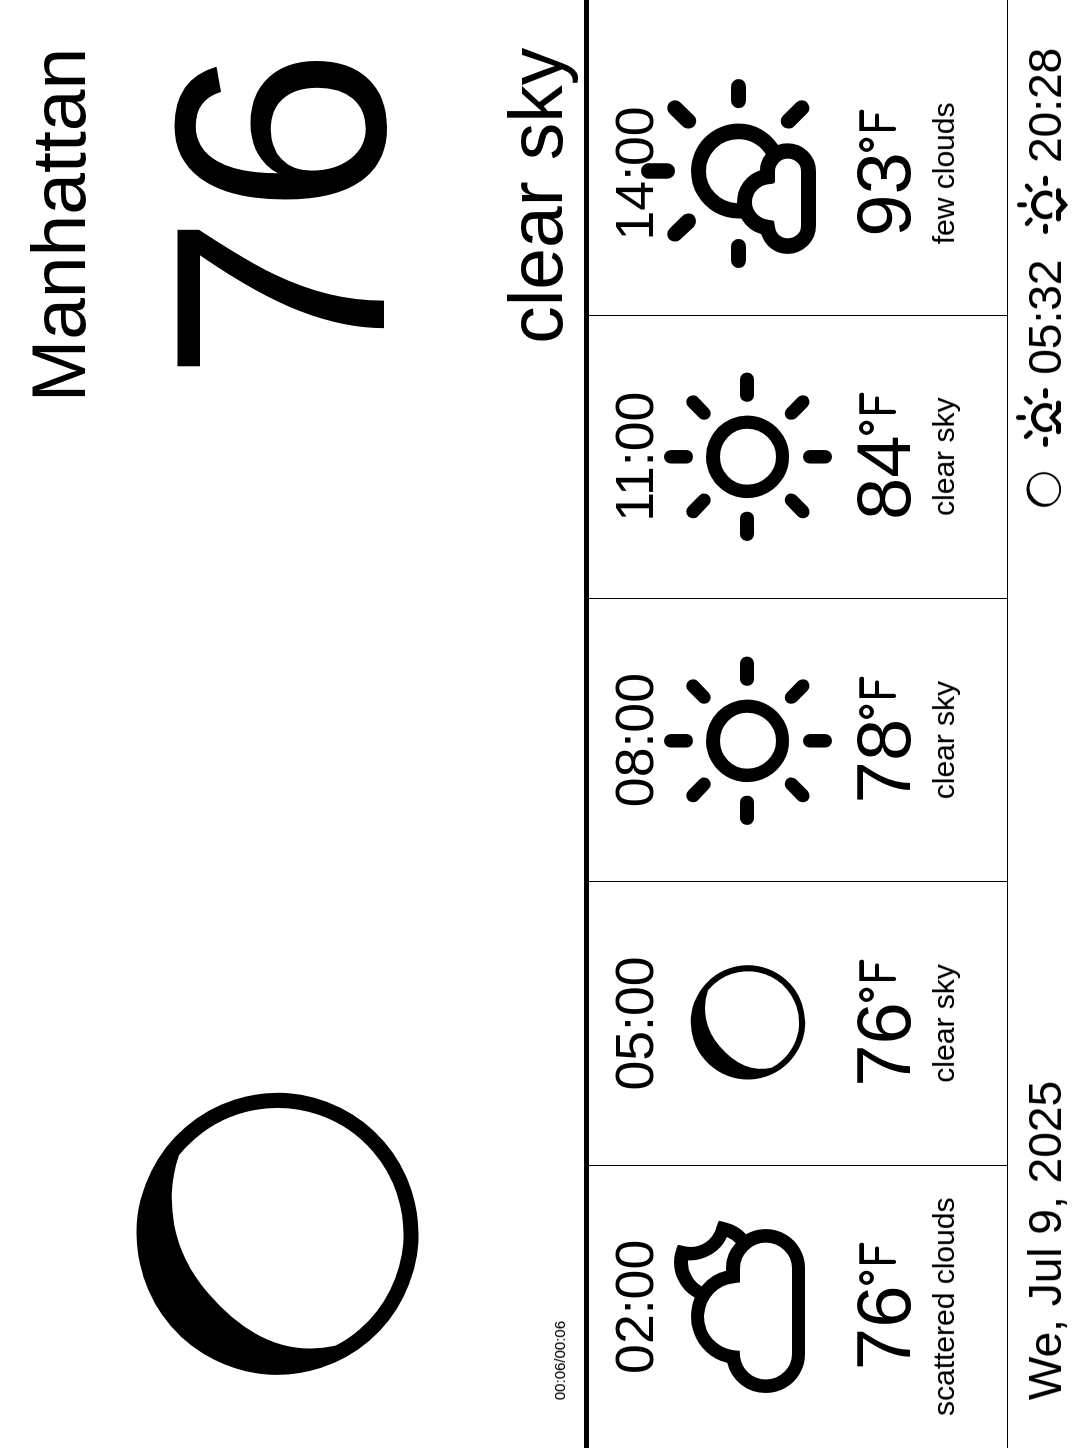 Manhattan
76
clear sky
00:06/00:06
02:00
76°F
scattered clouds
05:00
76°F
clear sky
08:00
78°F
clear sky
11:00
84°F
clear sky
14:00
93°F
few clouds
We, Jul 9, 2025
05:32
20:28